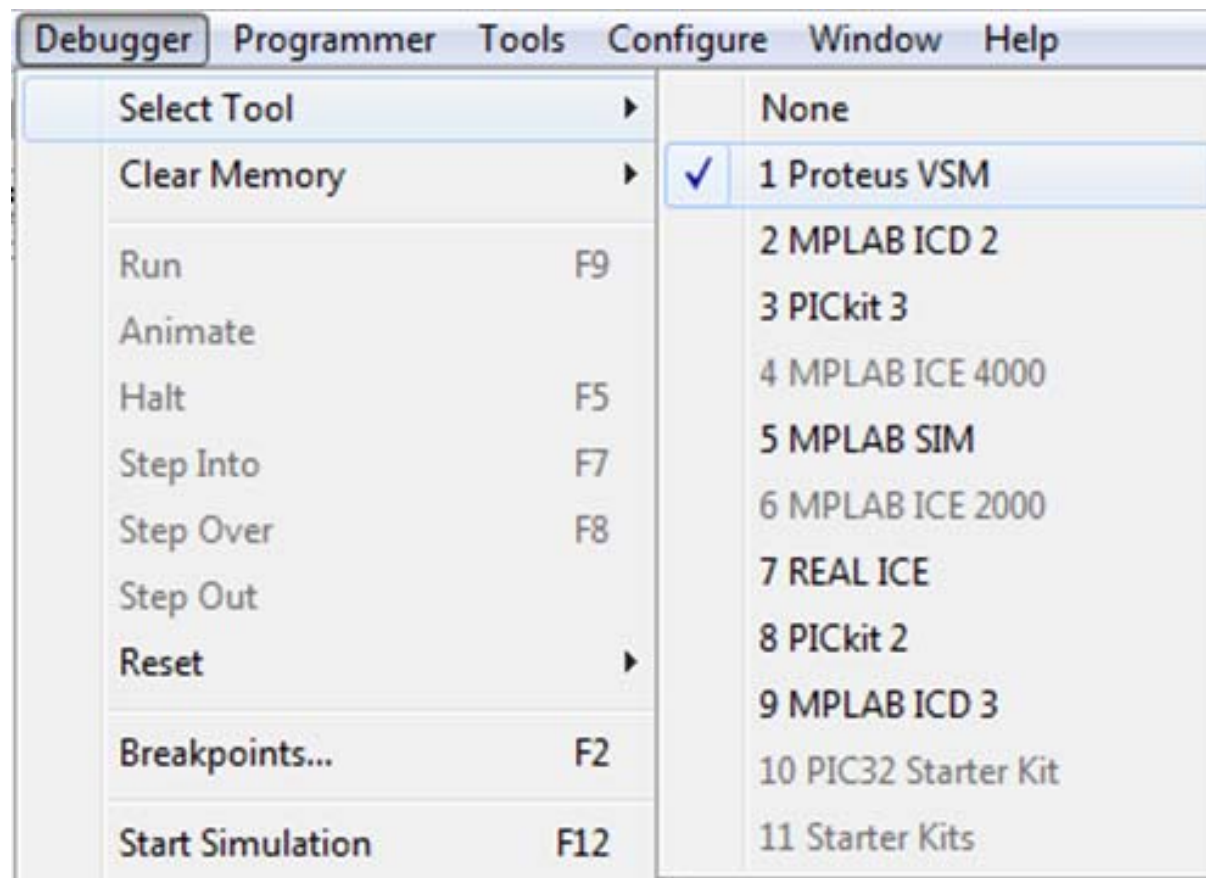 Debugger Programmer Tools Configure Window Help
Select Tool
Clear Memory
Run F9
Animate
Halt F5
Step Into F7
Step Over F8
Step Out
Reset
Breakpoints... F2
Start Simulation F12
None
1 Proteus VSM
2 MPLAB ICD 2
3 PICkit 3
4 MPLAB ICE 4000
5 MPLAB SIM
6 MPLAB ICE 2000
7 REAL ICE
8 PICkit 2
9 MPLAB ICD 3
10 PIC32 Starter Kit
11 Starter Kits